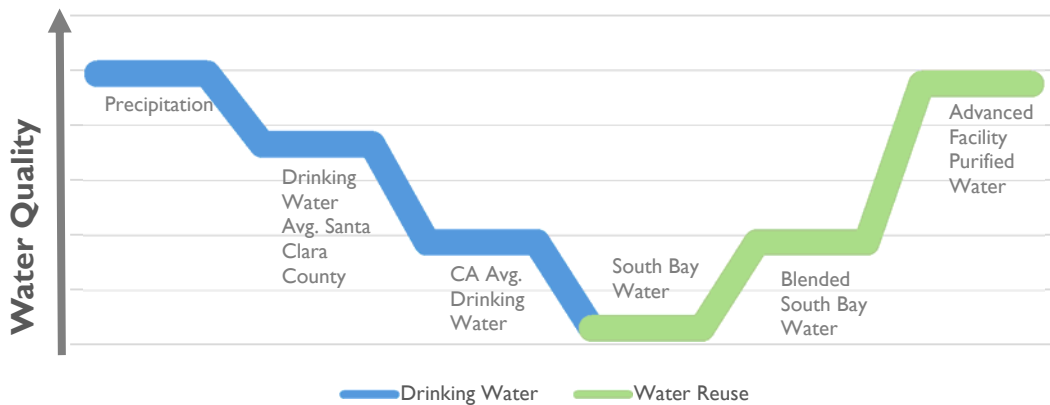 Water Quality
Precipitation
Drinking
Water
Avg. Santa
Clara
County
CA Avg.
Drinking
Water
South Bay
Water
Blended
South Bay
Water
Advanced
Facility
Purified
Water
Drinking Water
Water Reuse